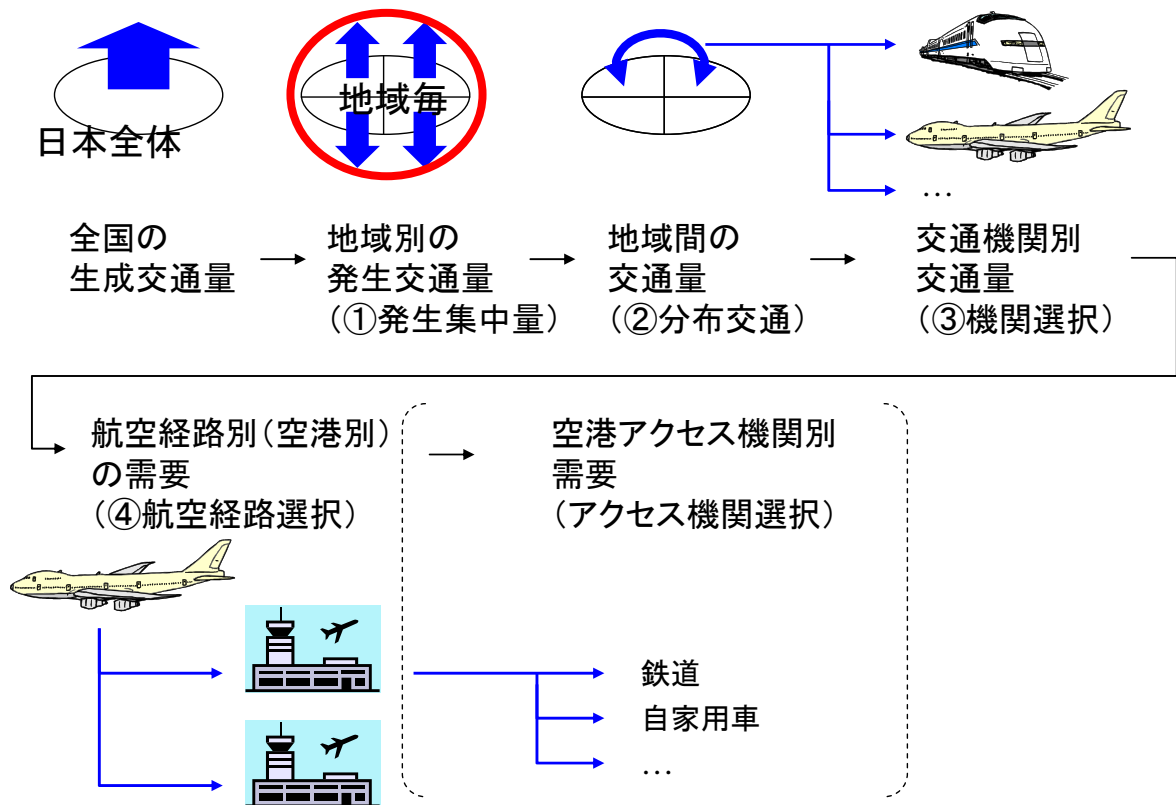 日本全体
地域毎
…
全国の
生成交通量
地域別の
発生交通量
(①発生集中量)
地域間の
交通量
(②分布交通)
交通機関別
交通量
(③機関選択)
航空経路別(空港別)
の需要
(④航空経路選択)
空港アクセス機関別
需要
(アクセス機関選択)
鉄道
自家用車
…